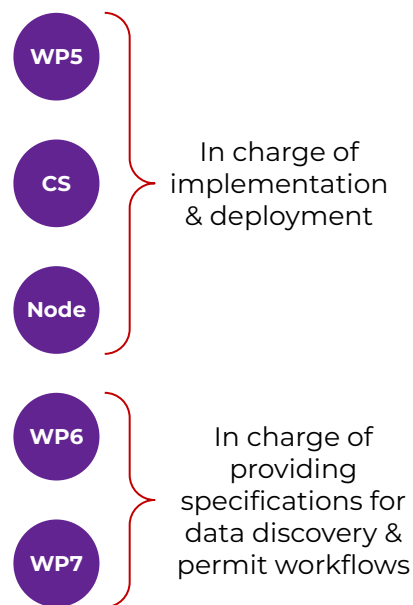 WP5
CS
Node
In charge of
implementation
& deployment
WP6
WP7
In charge of
providing
specifications for
data discovery &
permit workflows